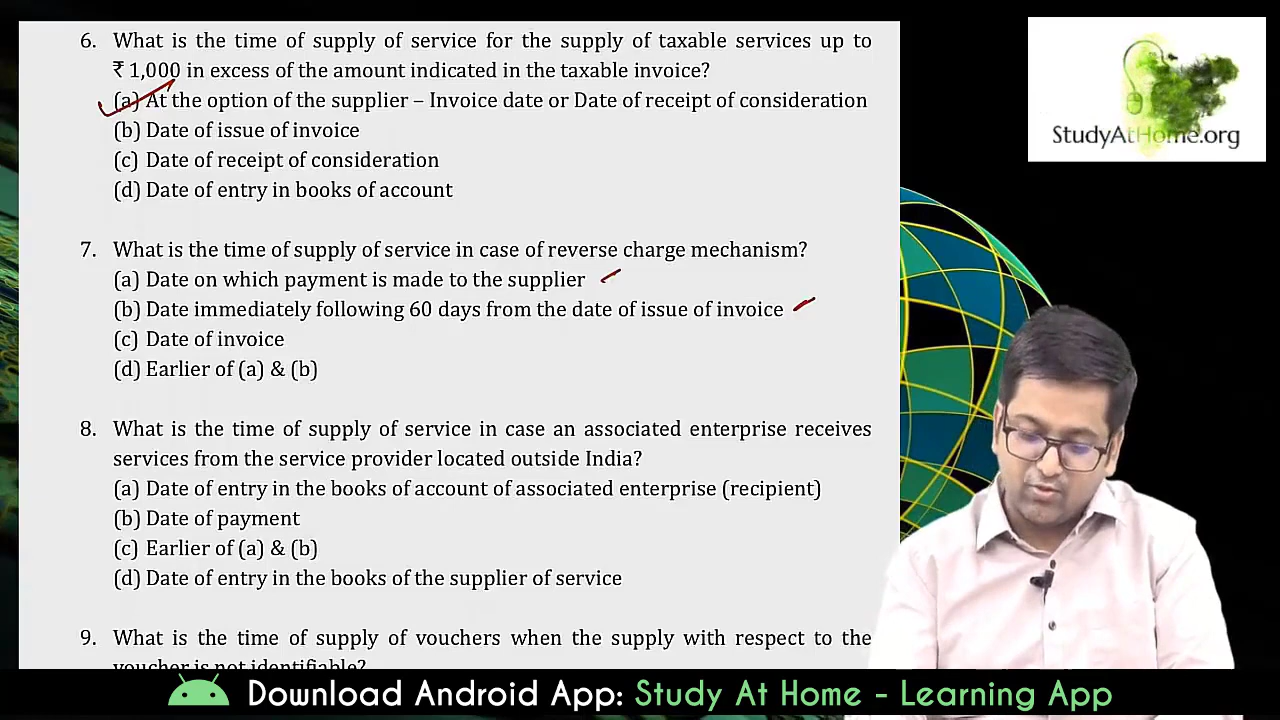 6. What is the time of supply of service for the supply of taxable services up to
₹ 1,000 in excess of the amount indicated in the taxable invoice?
(a) At the option of the supplier – Invoice date or Date of receipt of consideration
(b) Date of issue of invoice
(c) Date of receipt of consideration
(d) Date of entry in books of account
7. What is the time of supply of service in case of reverse charge mechanism?
(a) Date on which payment is made to the supplier
(b) Date immediately following 60 days from the date of issue of invoice
(c) Date of invoice
(d) Earlier of (a) & (b)
8. What is the time of supply of service in case an associated enterprise receives
services from the service provider located outside India?
(a) Date of entry in the books of account of associated enterprise (recipient)
(b) Date of payment
(c) Earlier of (a) & (b)
(d) Date of entry in the books of the supplier of service
9. What is the time of supply of vouchers when the supply with respect to the
voucher is not identifiable?
StudyAtHome.org
Download Android App: Study At Home - Learning App